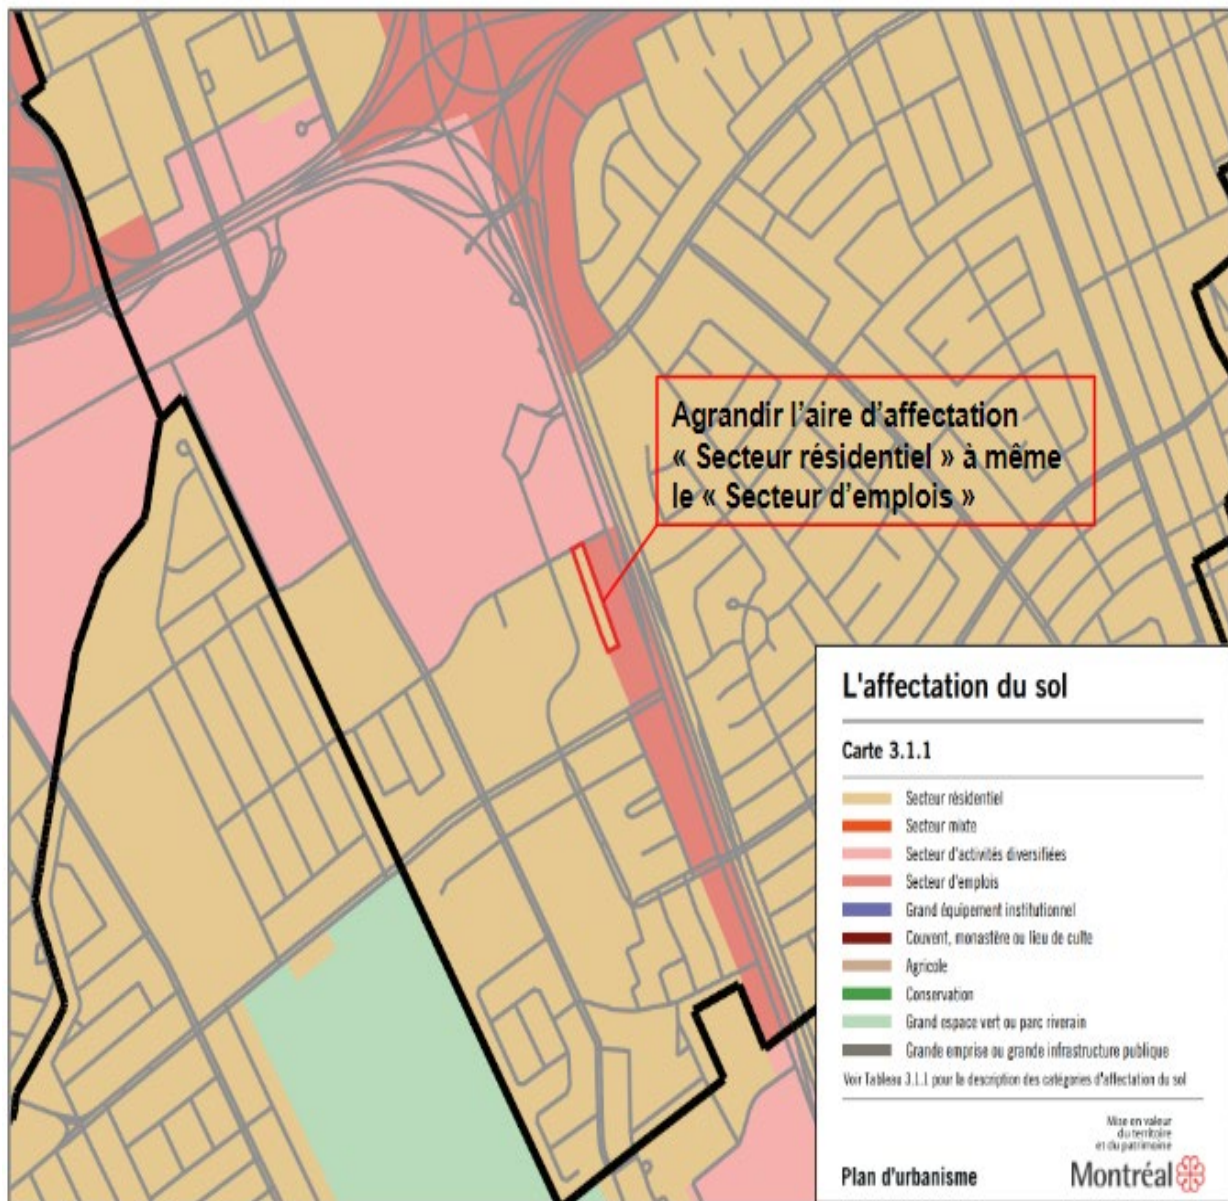 Agrandir l'aire d'affectation
« Secteur résidentiel » à même
le « Secteur d'emplois »
L'affectation du sol
Carte 3.1.1
Secteur résidentiel
Secteur mixte
Secteur d'activités diversifiées
Secteur d'emplois
Grand équipement institutionnel
Couvent, monastère ou lieu de culte
Agricole
Conservation
Grand espace vert ou parc riverain
Grande emprise ou grande infrastructure publique
Voir Tableau 3.1.1 pour la description des catégories d'affectation du sol
Mise en valeur
du territoire
et du patrimoine
Plan d'urbanisme
Montréal